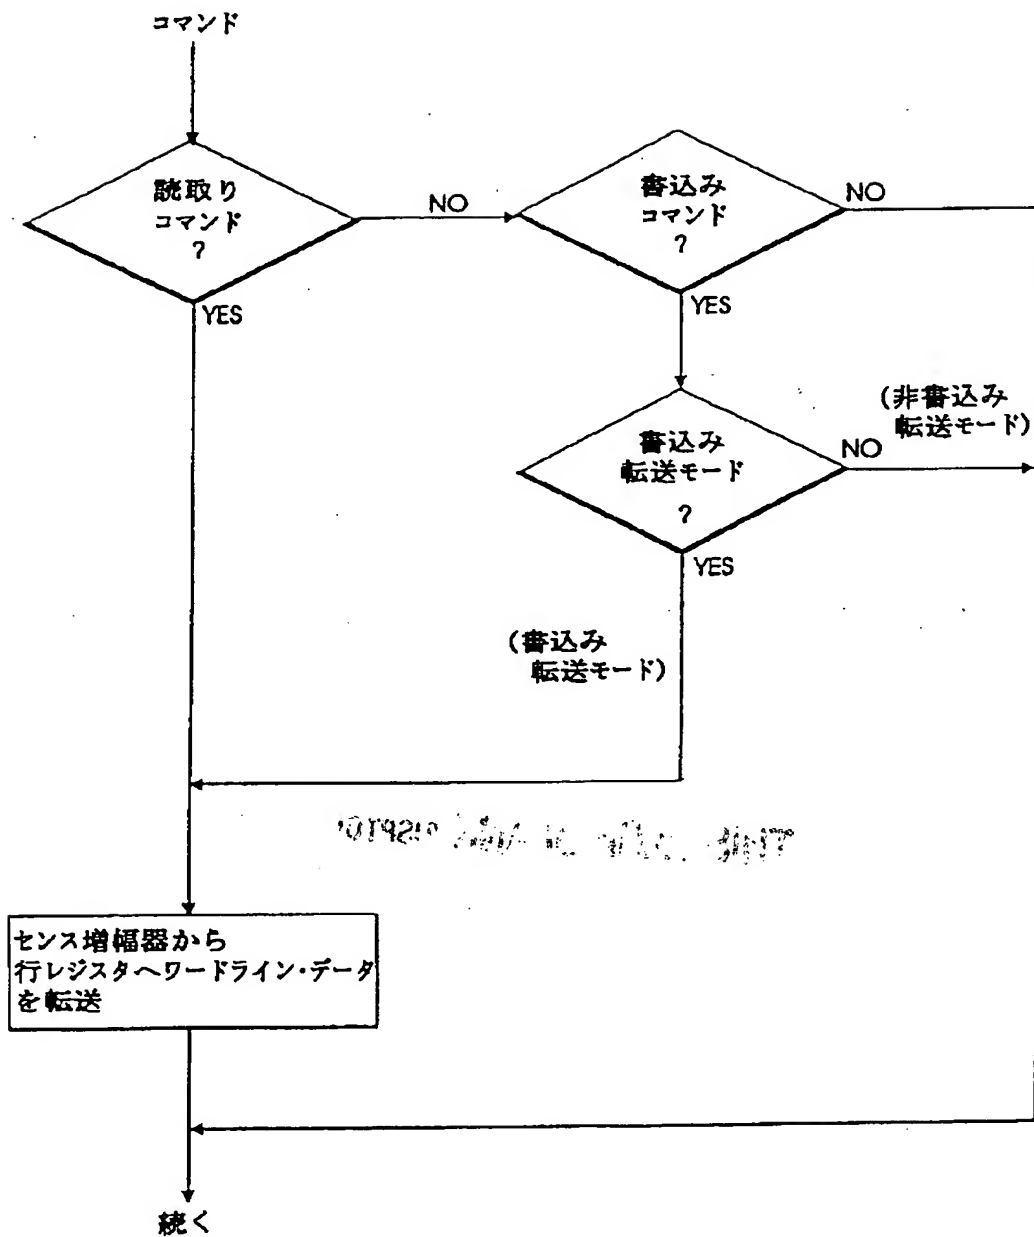 コマンド
読取り
コマンド
?
NO
YES
書込み
コマンド
?
NO
YES
書込み
転送モード
?
NO
(非書込み
転送モード)
YES
(書込み
転送モード)
センス増幅器から
行レジスタへワードライン・データ
を転送
続く